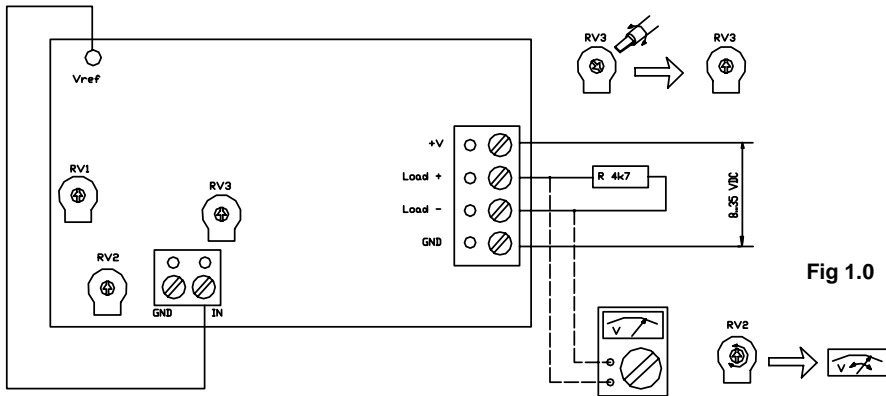 Vref
RV1
RV3
RV2
GND
IN
+V
Load +
Load -
GND
R 4k7
8..35 VDC
RV3
RV3
Fig 1.0
V
RV2
V